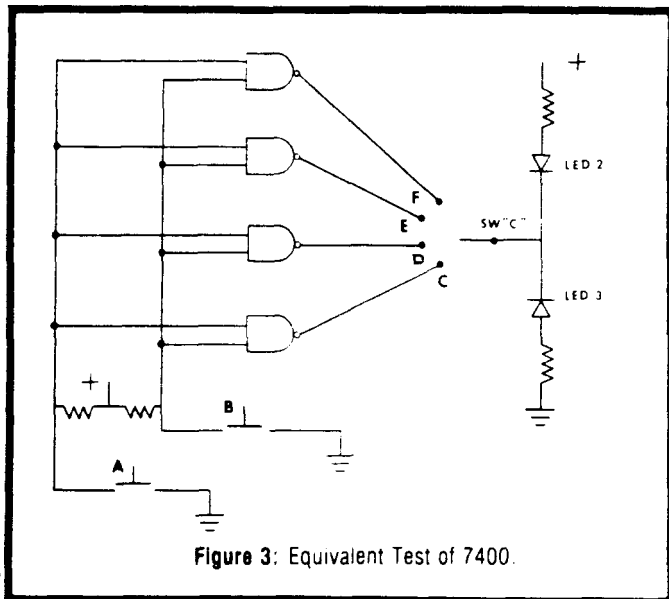 +
LED 2
F
E
SW "C"
D
C
LED 3
+
B
A
Figure 3: Equivalent Test of 7400.